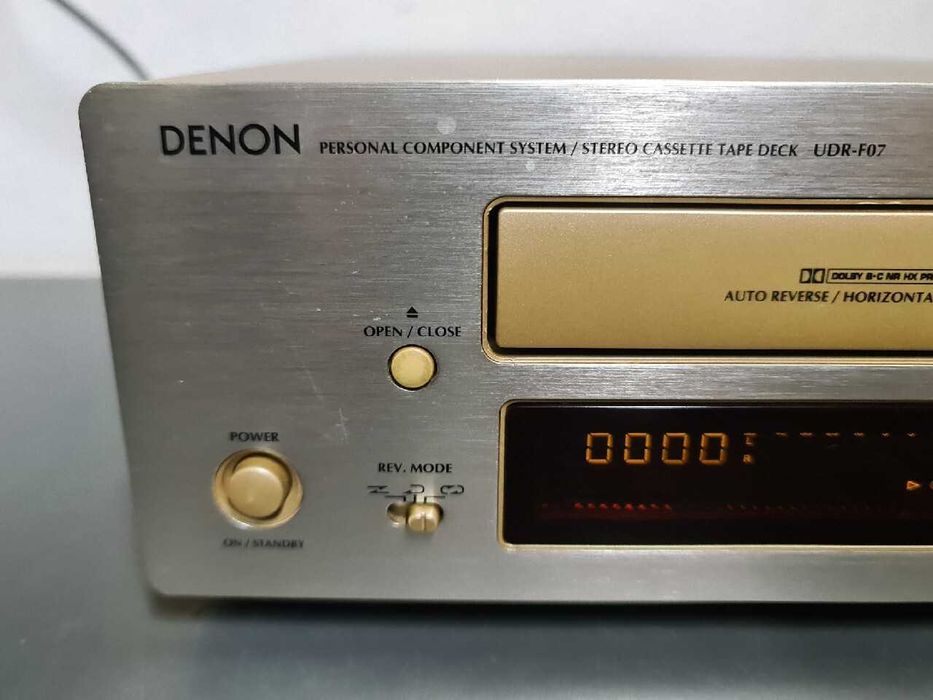 DENON PERSONAL COMPONENT SYSTEM / STEREO CASSETTE TAPE DECK UDR-F07
DOLBY B-C NR HX PR
AUTO REVERSE / HORIZONTA
OPEN / CLOSE
0000 L
R
POWER
REV. MODE
ON / STANDBY